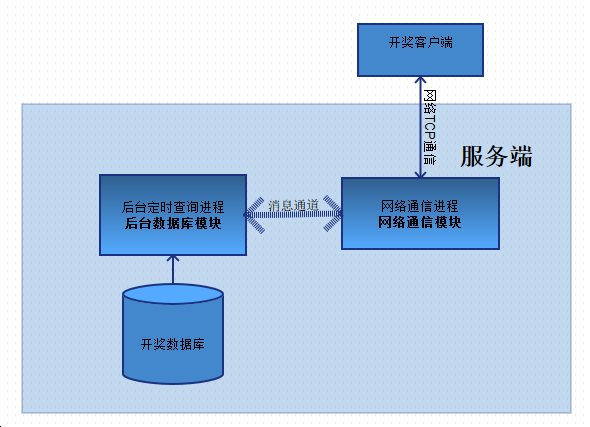 开奖客户端
网络TCP通信
服务端
后台定时查询进程
后台数据库模块
消息通道
网络通信进程
网络通信模块
开奖数据库